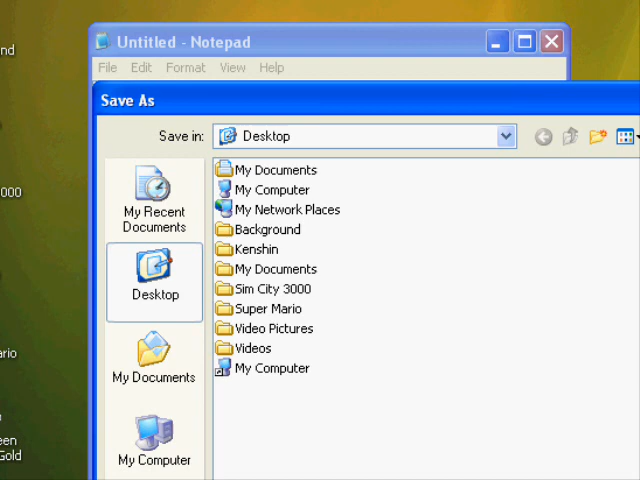 nd
Untitled - Notepad
File Edit Format View Help
Save As
Save in: Desktop
My Documents
My Computer
My Network Places
Background
Kenshin
My Documents
Sim City 3000
Super Mario
Video Pictures
Videos
My Computer
My Recent
Documents
Desktop
My Documents
My Computer
000
ario
een
Gold